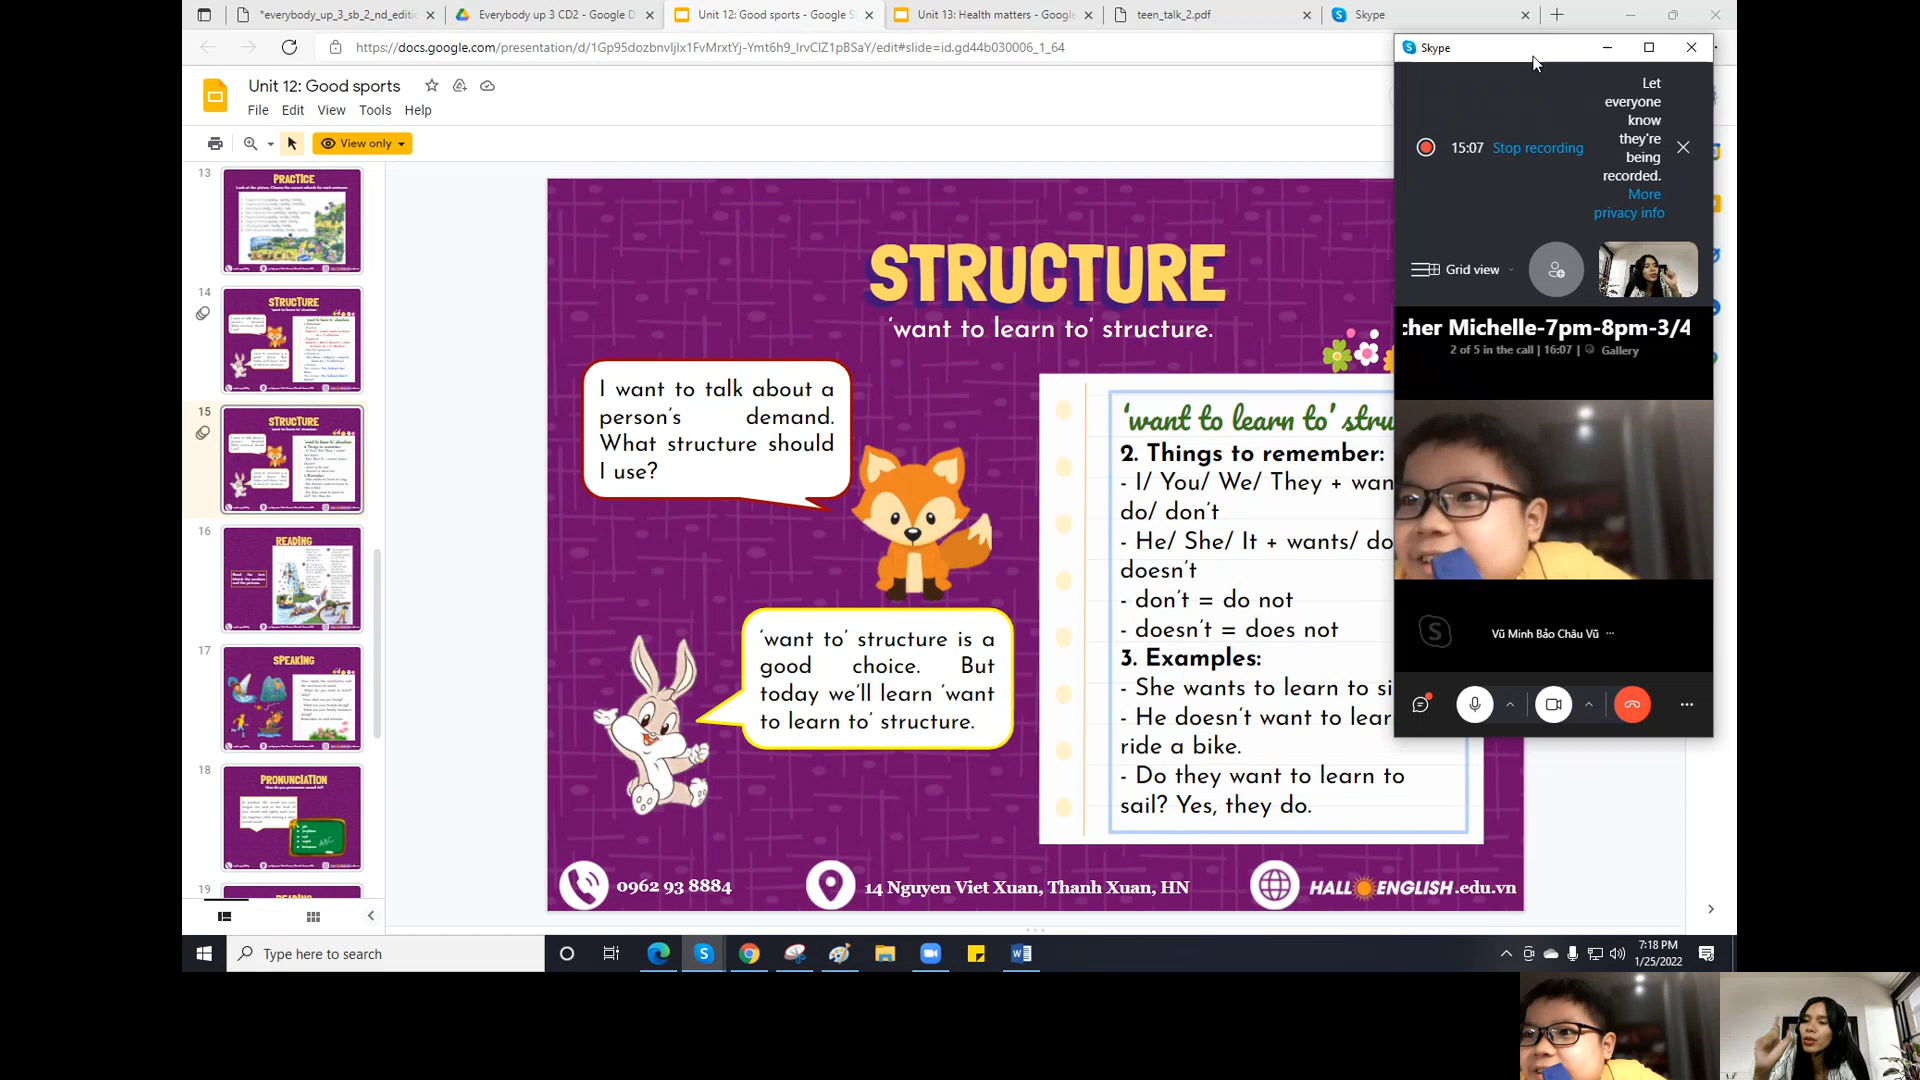 *everybody_up_3_sb_2_nd_editi
Everybody up 3 CD2 - Google D
Unit 12: Good sports - Google S
Unit 13: Health matters - Google
teen_talk_2.pdf
Skype
https://docs.google.com/presentation/d/1Gp95dozbnvIjlx1FvMrxtYj-Ymt6h9_lrvClZ1pBSaY/edit#slide=id.gd44b030006_1_64
Unit 12: Good sports
File Edit View Tools Help
View only
13
PRACTICE
14
STRUCTURE
15
STRUCTURE
16
READING
17
SPEAKING
18
PRONUNCIATION
19
STRUCTURE
'want to learn to' structure.
I want to talk about a
person's demand.
What structure should
I use?
'want to' structure is a
good choice. But
today we'll learn 'want
to learn to' structure.
'want to learn to' stru
2. Things to remember:
- I/ You/ We/ They + wan
do/ don't
- He/ She/ It + wants/ do
doesn't
- don't = do not
- doesn't = does not
3. Examples:
- She wants to learn to si
- He doesn't want to lear
ride a bike.
- Do they want to learn to
sail? Yes, they do.
0962 93 8884
14 Nguyen Viet Xuan, Thanh Xuan, HN
HALL ENGLISH .edu.vn
Skype
15:07 Stop recording
Let
everyone
know
they're
being
recorded.
More
privacy info
Grid view
cher Michelle-7pm-8pm-3/4
2 of 5 in the call | 16:07 | Gallery
Vũ Minh Bảo Châu Vũ
Type here to search
7:18 PM
1/25/2022